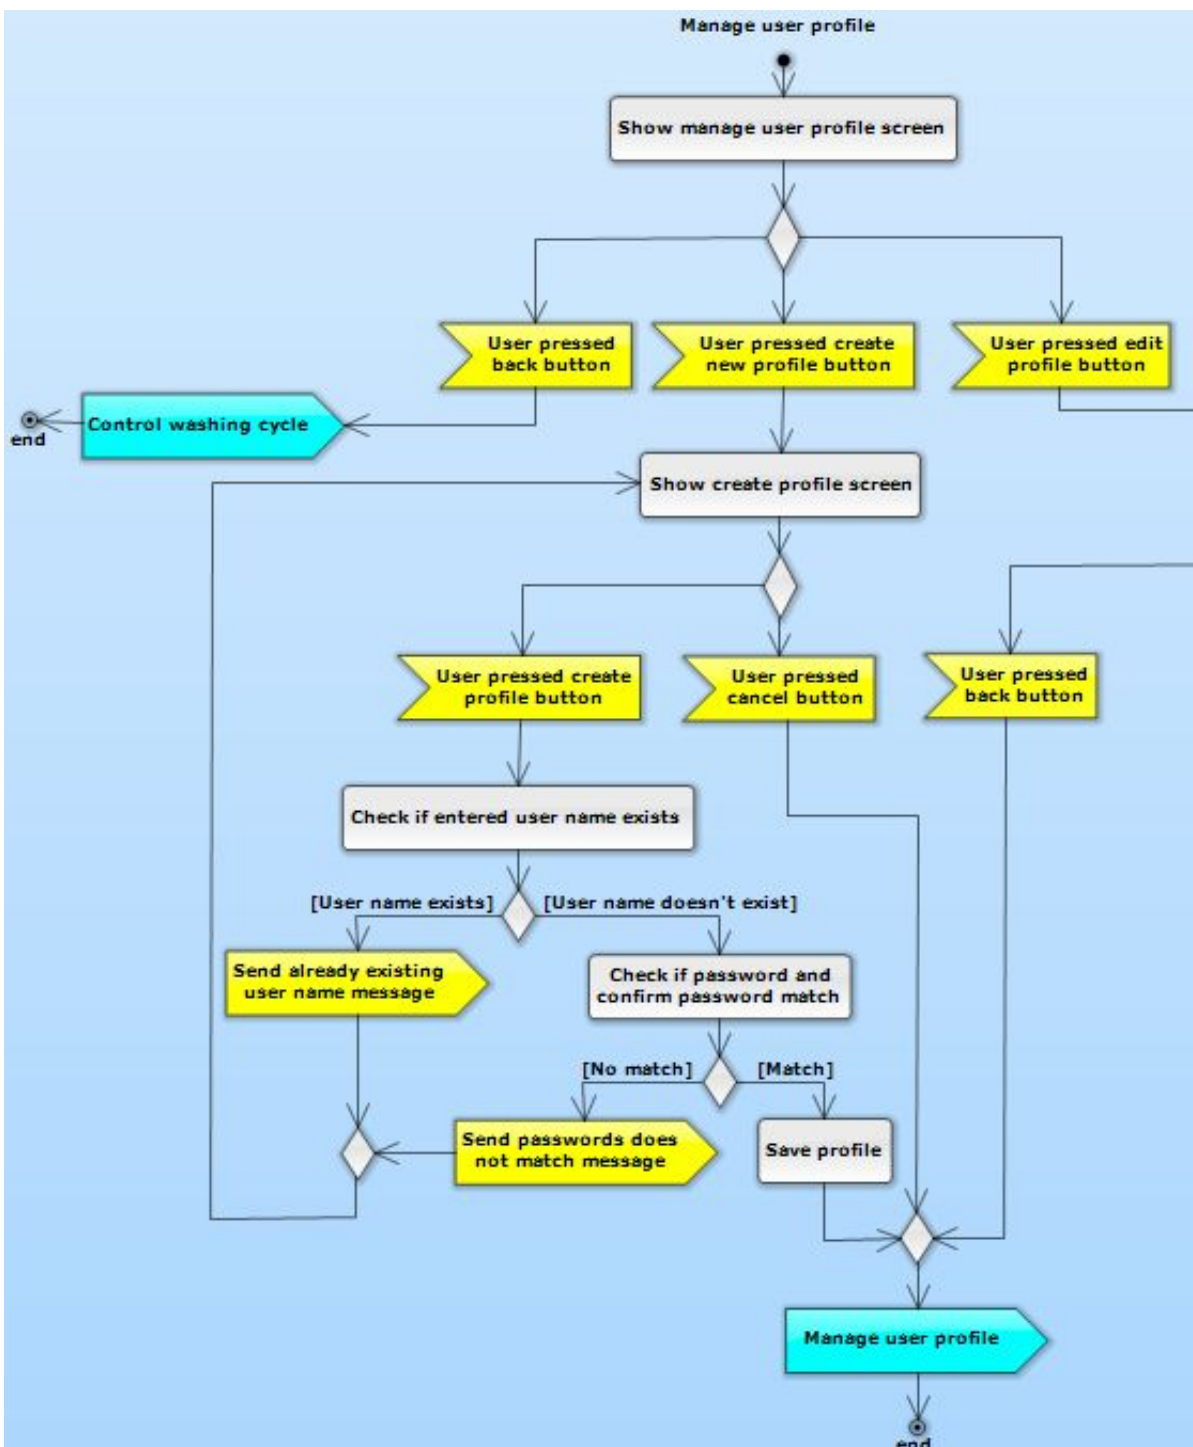 Manage user profile
Show manage user profile screen
User pressed
back button
User pressed create
new profile button
User pressed edit
profile button
Control washing cycle
end
Show create profile screen
User pressed create
profile button
User pressed
cancel button
User pressed
back button
Check if entered user name exists
[User name exists]
[User name doesn't exist]
Send already existing
user name message
Check if password and
confirm password match
[No match]
[Match]
Send passwords does
not match message
Save profile
Manage user profile
end